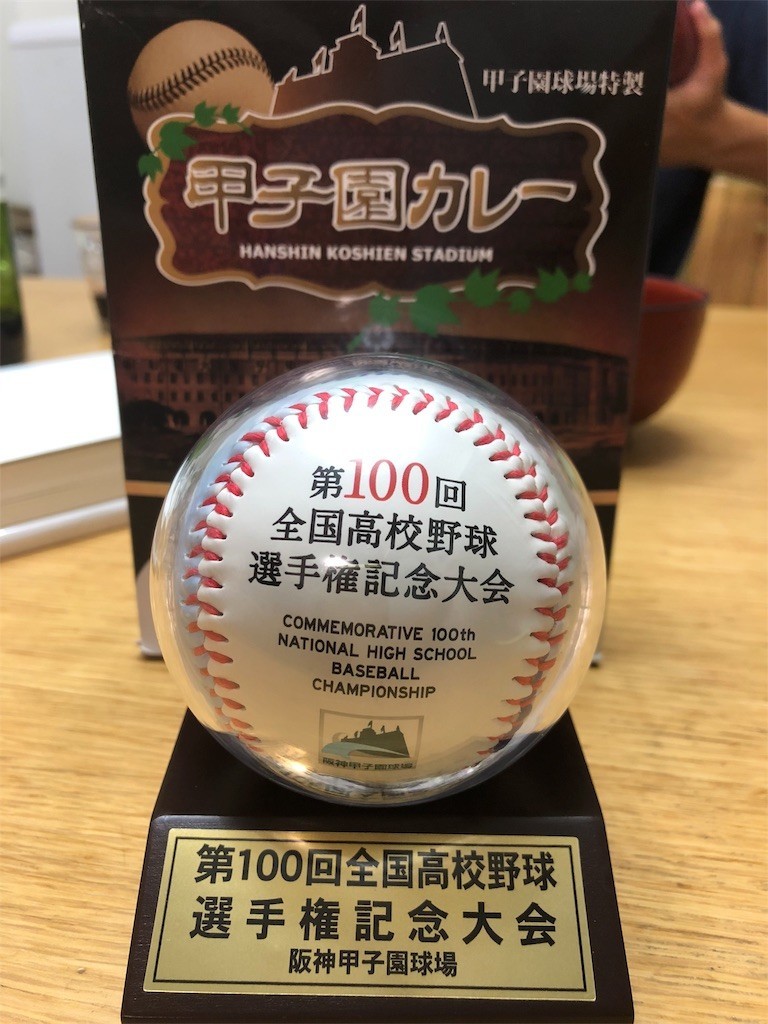 甲子園球場特製
甲子園カレー
HANSHIN KOSHIEN STADIUM
第100回
全国高校野球
選手権記念大会
COMMEMORATIVE 100th
NATIONAL HIGH SCHOOL
BASEBALL
CHAMPIONSHIP
阪神甲子園球場
第100回全国高校野球
選手権記念大会
阪神甲子園球場